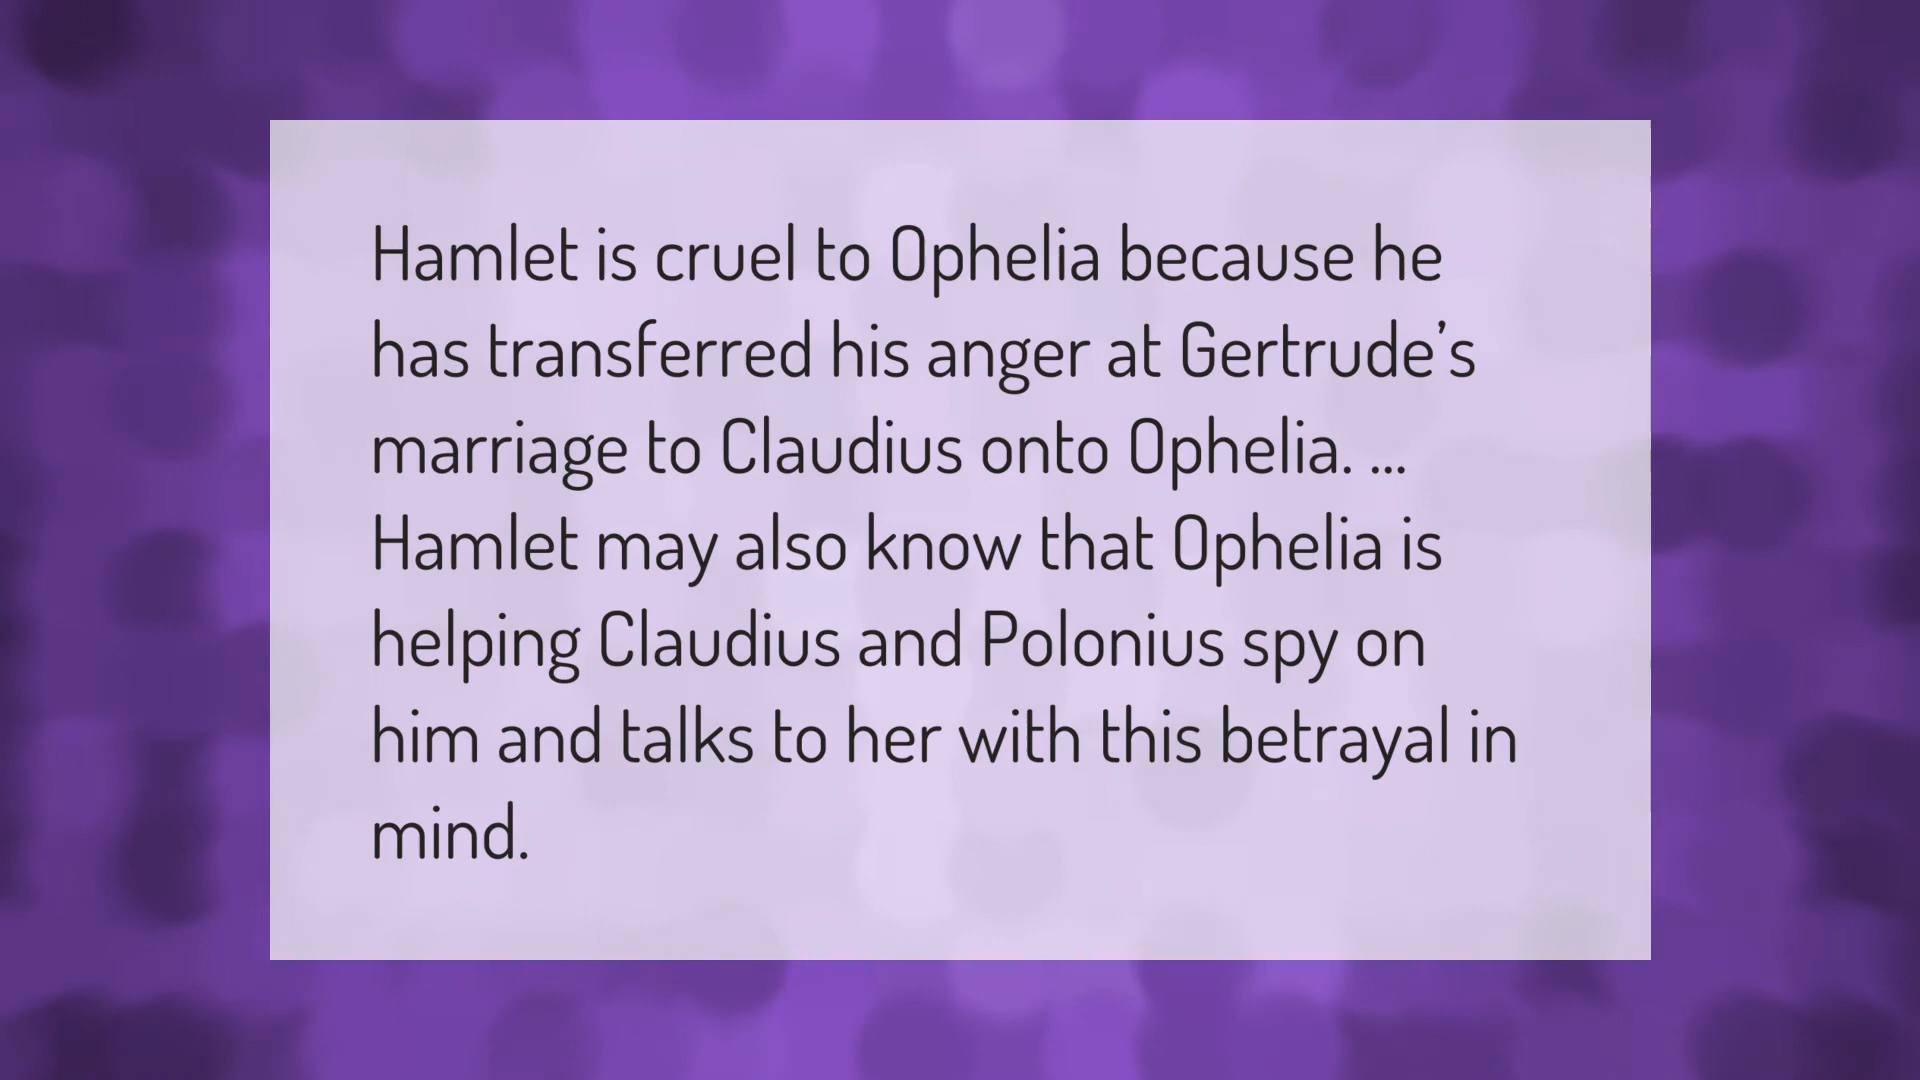 Hamlet is cruel to Ophelia because he
has transferred his anger at Gertrude’s
marriage to Claudius onto Ophelia. ...
Hamlet may also know that Ophelia is
helping Claudius and Polonius spy on
him and talks to her with this betrayal in
mind.